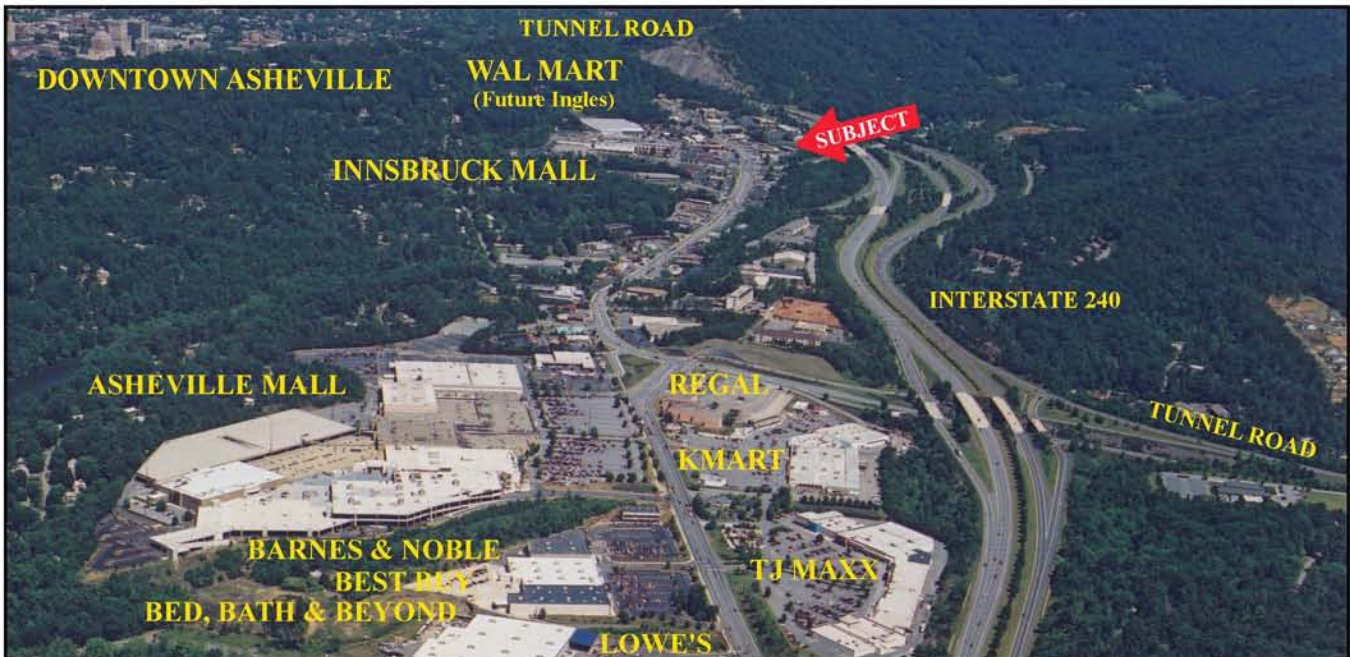 TUNNEL ROAD
DOWNTOWN ASHEVILLE
WAL MART
(Future Ingles)
SUBJECT
INNSBRUCK MALL
INTERSTATE 240
ASHEVILLE MALL
REGAL
TUNNEL ROAD
KMART
BARNES & NOBLE
BEST BUY
BED, BATH & BEYOND
TJ MAXX
LOWE'S